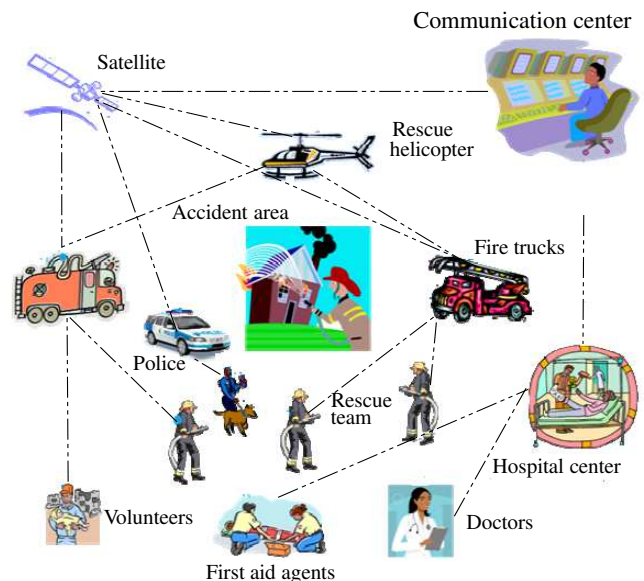 Communication center
Satellite
Rescue
helicopter
Accident area
Fire trucks
Police
Rescue
team
Hospital center
Volunteers
Doctors
First aid agents